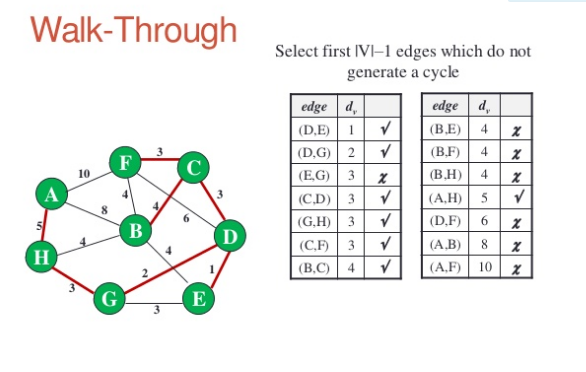 Walk-Through
Select first |V|–1 edges which do not
generate a cycle
edge dv
(D,E) 1 √
(D,G) 2 √
(E,G) 3 χ
(C,D) 3 √
(G,H) 3 √
(C,F) 3 √
(B,C) 4 √
edge dv
(B,E) 4 χ
(B,F) 4 χ
(B,H) 4 χ
(A,H) 5 √
(D,F) 6 χ
(A,B) 8 χ
(A,F) 10 χ
3
F
C
10
4
3
A
8
4
6
5
B
D
4
4
H
2
1
3
G
E
3